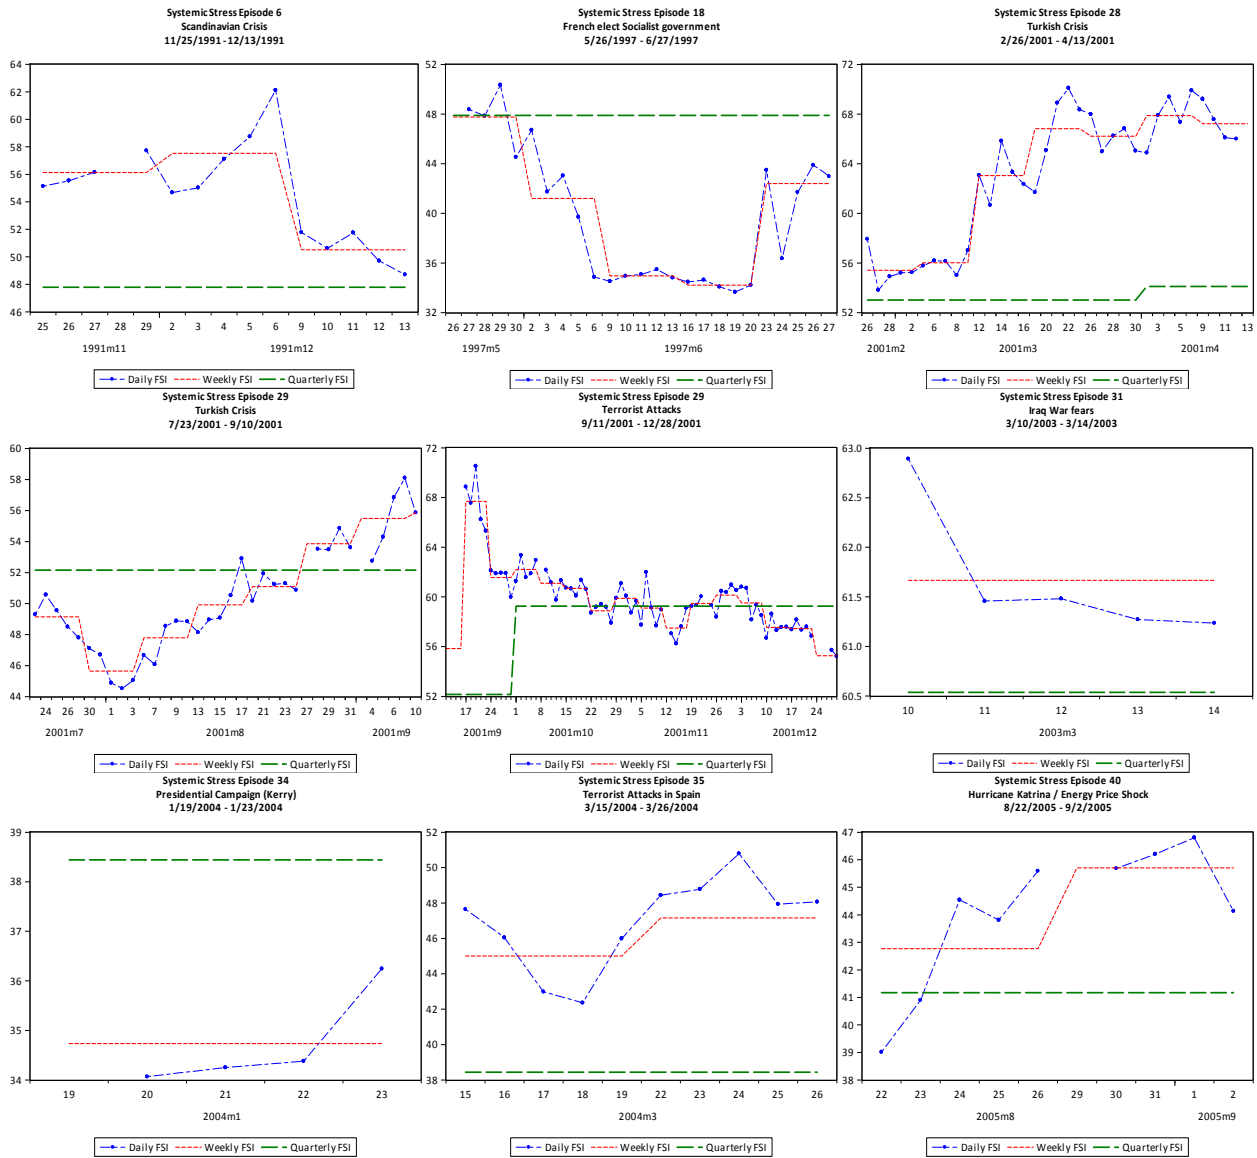 Systemic Stress Episode 6
Scandinavian Crisis
11/25/1991 - 12/13/1991
64
62
60
58
56
54
52
50
48
46
25 26 27 28 29 2 3 4 5 6 9 10 11 12 13
1991m11 1991m12
Daily FSI Weekly FSI Quarterly FSI
Systemic Stress Episode 18
French elect Socialist government
5/26/1997 - 6/27/1997
52
48
44
40
36
32
26 27 28 29 30 2 3 4 5 6 9 10 11 12 13 16 17 18 19 20 23 24 25 26 27
1997m5 1997m6
Daily FSI Weekly FSI Quarterly FSI
Systemic Stress Episode 28
Turkish Crisis
2/26/2001 - 4/13/2001
72
68
64
60
56
52
26 28 2 6 8 12 14 16 20 22 26 28 30 3 5 9 11 13
2001m2 2001m3 2001m4
Daily FSI Weekly FSI Quarterly FSI
Systemic Stress Episode 29
Turkish Crisis
7/23/2001 - 9/10/2001
60
58
56
54
52
50
48
46
44
24 26 30 1 3 7 9 13 15 17 21 23 27 29 31 4 6 10
2001m7 2001m8 2001m9
Daily FSI Weekly FSI Quarterly FSI
Systemic Stress Episode 29
Terrorist Attacks
9/11/2001 - 12/28/2001
72
68
64
60
56
52
17 24 1 8 15 22 29 5 12 19 26 3 10 17 24
2001m9 2001m10 2001m11 2001m12
Daily FSI Weekly FSI Quarterly FSI
Systemic Stress Episode 31
Iraq War fears
3/10/2003 - 3/14/2003
63.0
62.5
62.0
61.5
61.0
60.5
10 11 12 13 14
2003m3
Daily FSI Weekly FSI Quarterly FSI
Systemic Stress Episode 34
Presidential Campaign (Kerry)
1/19/2004 - 1/23/2004
39
38
37
36
35
34
19 20 21 22 23
2004m1
Daily FSI Weekly FSI Quarterly FSI
Systemic Stress Episode 35
Terrorist Attacks in Spain
3/15/2004 - 3/26/2004
52
50
48
46
44
42
40
38
15 16 17 18 19 22 23 24 25 26
2004m3
Daily FSI Weekly FSI Quarterly FSI
Systemic Stress Episode 40
Hurricane Katrina / Energy Price Shock
8/22/2005 - 9/2/2005
47
46
45
44
43
42
41
40
39
38
22 23 24 25 26 29 30 31 1 2
2005m8 2005m9
Daily FSI Weekly FSI Quarterly FSI